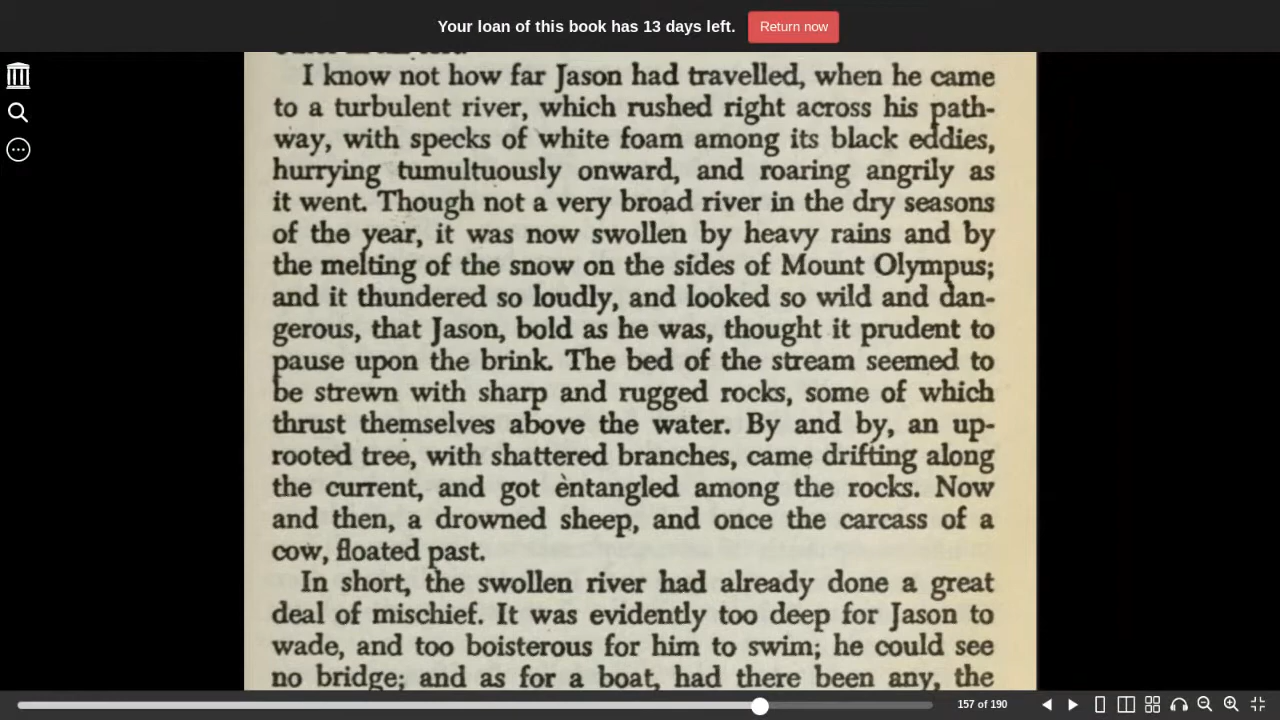 Your loan of this book has 13 days left. Return now
I know not how far Jason had travelled, when he came
to a turbulent river, which rushed right across his path-
way, with specks of white foam among its black eddies,
hurrying tumultuously onward, and roaring angrily as
it went. Though not a very broad river in the dry seasons
of the year, it was now swollen by heavy rains and by
the melting of the snow on the sides of Mount Olympus;
and it thundered so loudly, and looked so wild and dan-
gerous, that Jason, bold as he was, thought it prudent to
pause upon the brink. The bed of the stream seemed to
be strewn with sharp and rugged rocks, some of which
thrust themselves above the water. By and by, an up-
rooted tree, with shattered branches, came drifting along
the current, and got entangled among the rocks. Now
and then, a drowned sheep, and once the carcass of a
cow, floated past.
In short, the swollen river had already done a great
deal of mischief. It was evidently too deep for Jason to
wade, and too boisterous for him to swim; he could see
no bridge; and as for a boat, had there been any, the
157 of 190